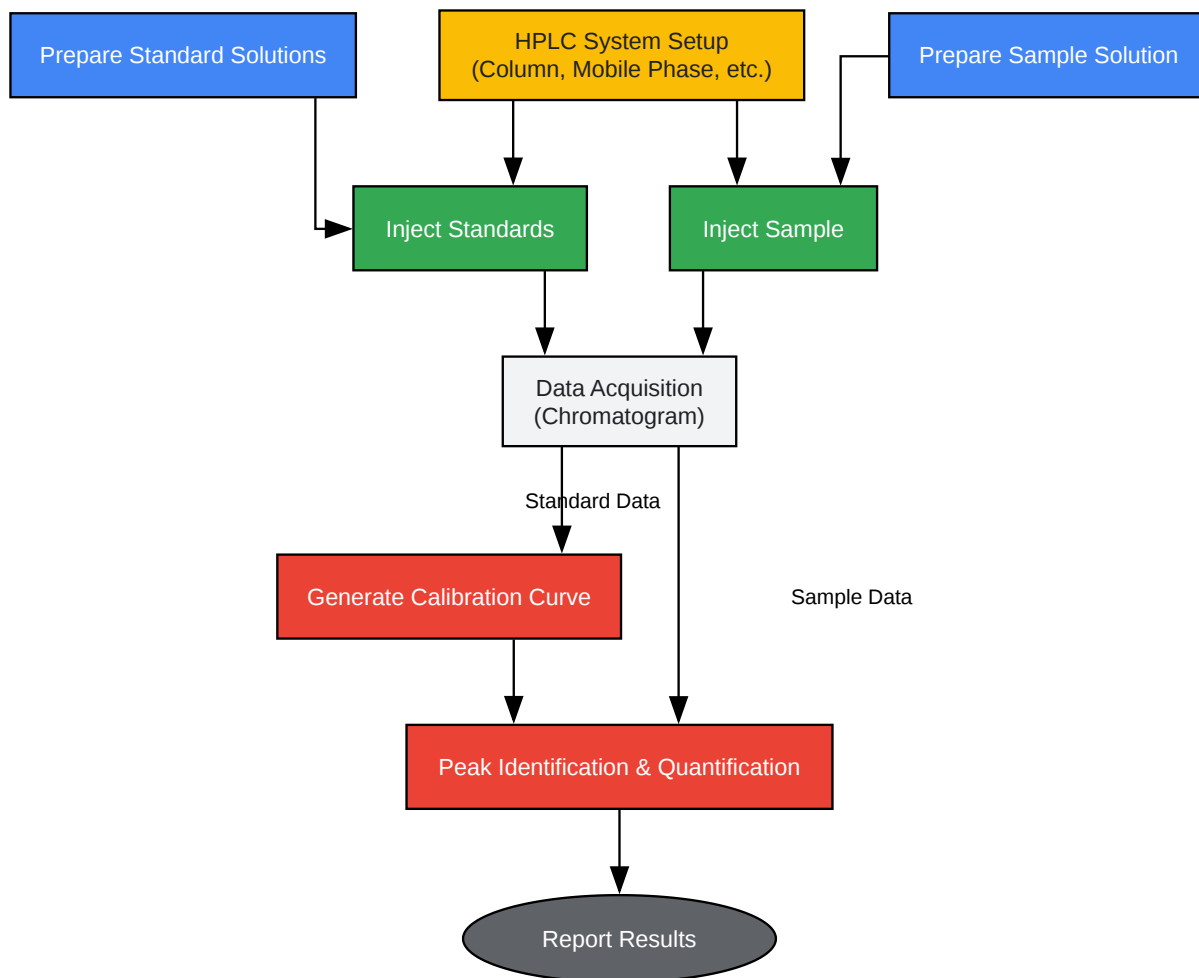 Prepare Standard Solutions
HPLC System Setup
(Column, Mobile Phase, etc.)
Prepare Sample Solution
Inject Standards
Inject Sample
Data Acquisition
(Chromatogram)
Standard Data
Generate Calibration Curve
Sample Data
Peak Identification & Quantification
Report Results